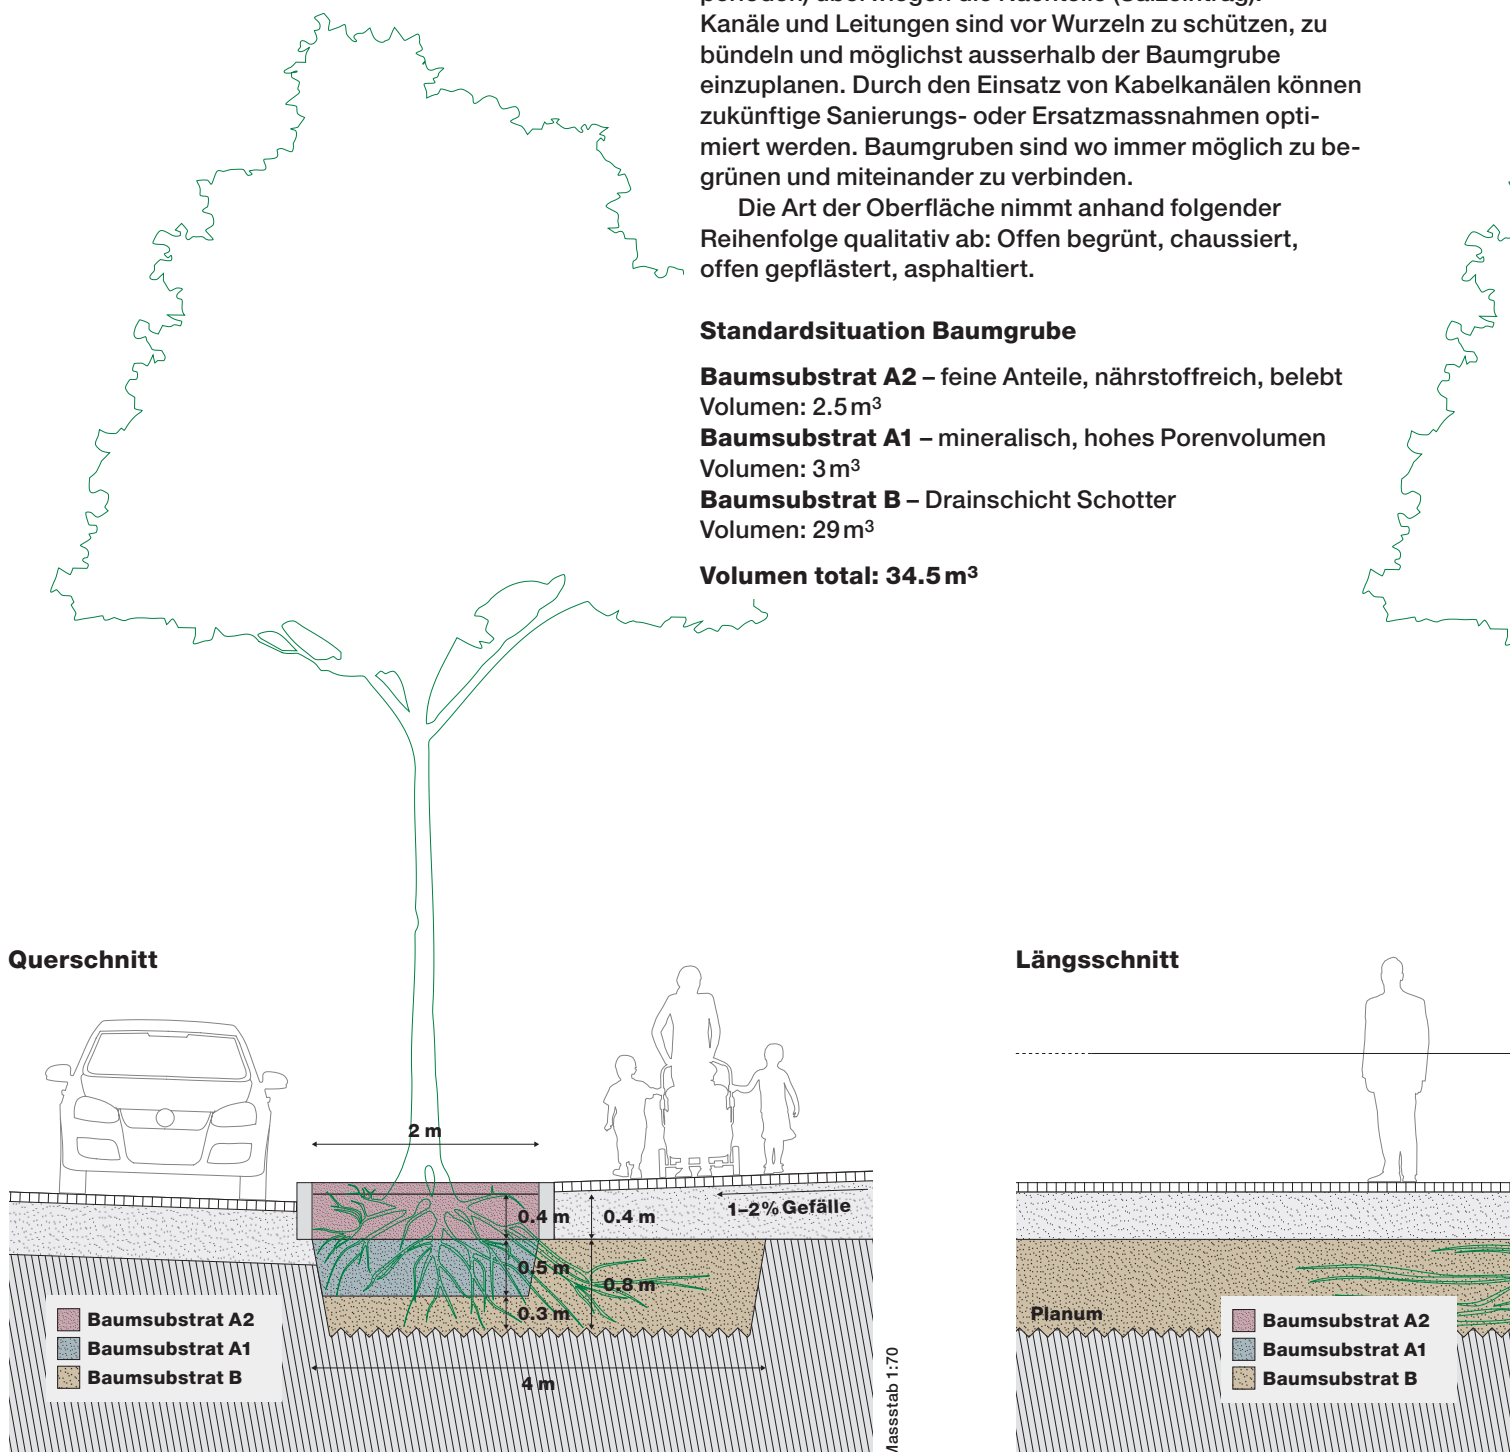 Kanäle und Leitungen sind vor Wurzeln zu schützen, zu
bündeln und möglichst ausserhalb der Baumgrube
einzuplanen. Durch den Einsatz von Kabelkanälen können
zukünftige Sanierungs- oder Ersatzmassnahmen opti-
miert werden. Baumgruben sind wo immer möglich zu be-
grünen und miteinander zu verbinden.
Die Art der Oberfläche nimmt anhand folgender
Reihenfolge qualitativ ab: Offen begrünt, chaussiert,
offen gepflästert, asphaltiert.
Standardsituation Baumgrube
Baumsubstrat A2 – feine Anteile, nährstoffreich, belebt
Volumen: 2.5 m³
Baumsubstrat A1 – mineralisch, hohes Porenvolumen
Volumen: 3 m³
Baumsubstrat B – Drainschicht Schotter
Volumen: 29 m³
Volumen total: 34.5 m³
Querschnitt
2 m
0.4 m
0.4 m
1–2% Gefälle
0.5 m
0.8 m
0.3 m
4 m
Baumsubstrat A2
Baumsubstrat A1
Baumsubstrat B
Massstab 1:70
Längsschnitt
Planum
Baumsubstrat A2
Baumsubstrat A1
Baumsubstrat B